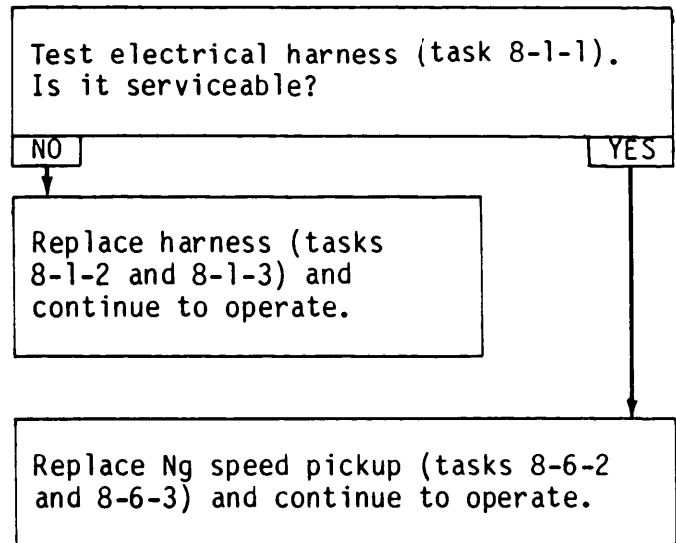 Test electrical harness (task 8-1-1).
Is it serviceable?
NO
YES
Replace harness (tasks
8-1-2 and 8-1-3) and
continue to operate.
Replace Ng speed pickup (tasks 8-6-2
and 8-6-3) and continue to operate.